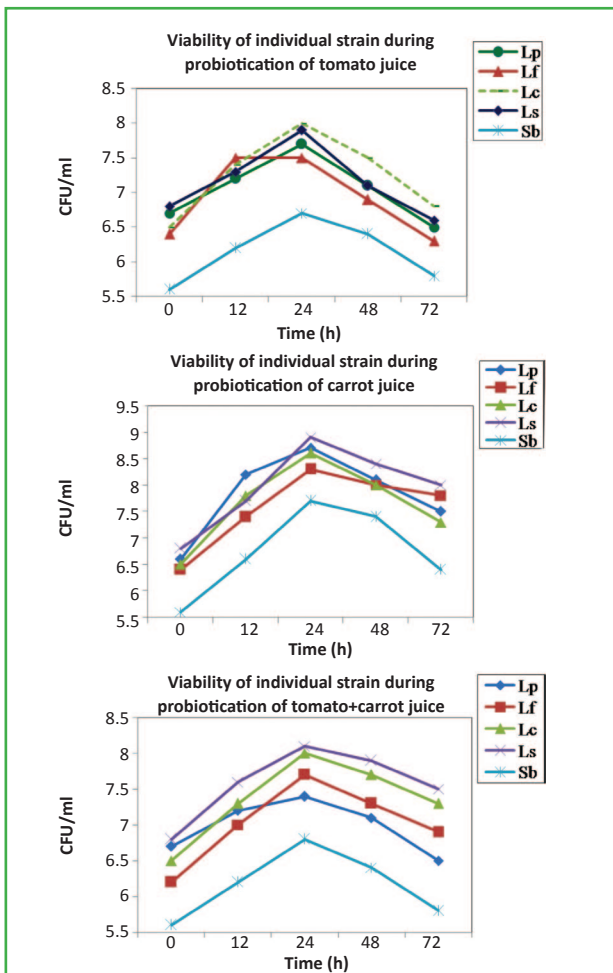 Viability of individual strain during
probiotication of tomato juice
Lp
Lf
Lc
Ls
Sb
8.5
8
7.5
7
6.5
6
5.5
CFU/ml
0 12 24 48 72
Time (h)
Viability of individual strain during
probiotication of carrot juice
Lp
Lf
Lc
Ls
Sb
9.5
9
8.5
8
7.5
7
6.5
6
5.5
CFU/ml
0 12 24 48 72
Time (h)
Viability of individual strain during
probiotication of tomato+carrot juice
Lp
Lf
Lc
Ls
Sb
8.5
8
7.5
7
6.5
6
5.5
CFU/ml
0 12 24 48 72
Time (h)